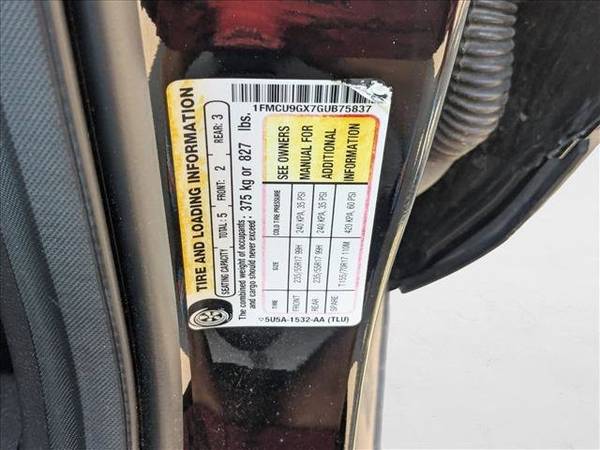 1FMCU9GX7GUB75837
TIRE AND LOADING INFORMATION
SEATING CAPACITY TOTAL: 5 FRONT: 2 REAR: 3
The combined weight of occupants
and cargo should never exceed: 375 kg or 827 lbs.
TIRE SIZE COLD TIRE PRESSURE
FRONT 235/55R17 99H 240 KPA, 35 PSI
REAR 235/55R17 99H 240 KPA, 35 PSI
SPARE T155/70R17 110M 420 KPA, 60 PSI
SEE OWNERS
MANUAL FOR
ADDITIONAL
INFORMATION
5U5A-1532-AA (TLU)